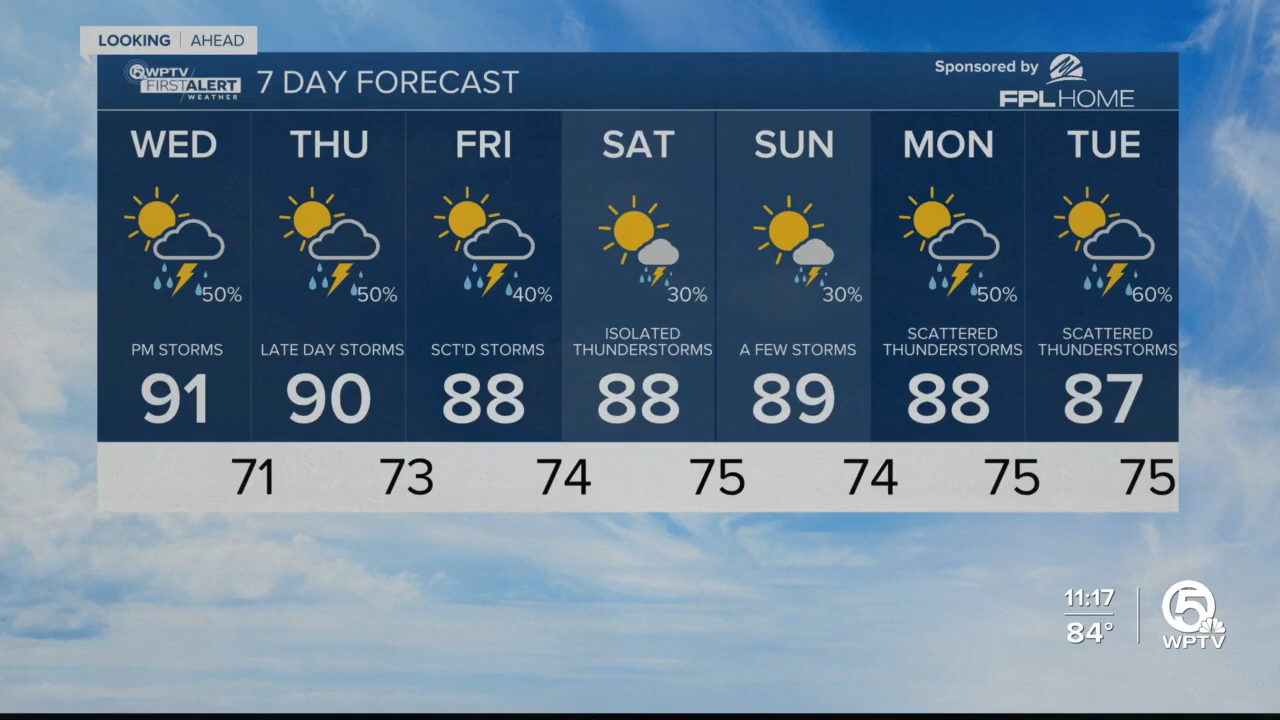 LOOKING | AHEAD
5 WPTV
FIRST ALERT
WEATHER
7 DAY FORECAST
Sponsored by
FPL HOME
WED THU FRI SAT SUN MON TUE
50% 50% 40% 30% 30% 50% 60%
PM STORMS
LATE DAY STORMS
SCT'D STORMS
ISOLATED
THUNDERSTORMS
A FEW STORMS
SCATTERED
THUNDERSTORMS
SCATTERED
THUNDERSTORMS
91 90 88 88 89 88 87
71 73 74 75 74 75 75
11:17
84°
5
WPTV